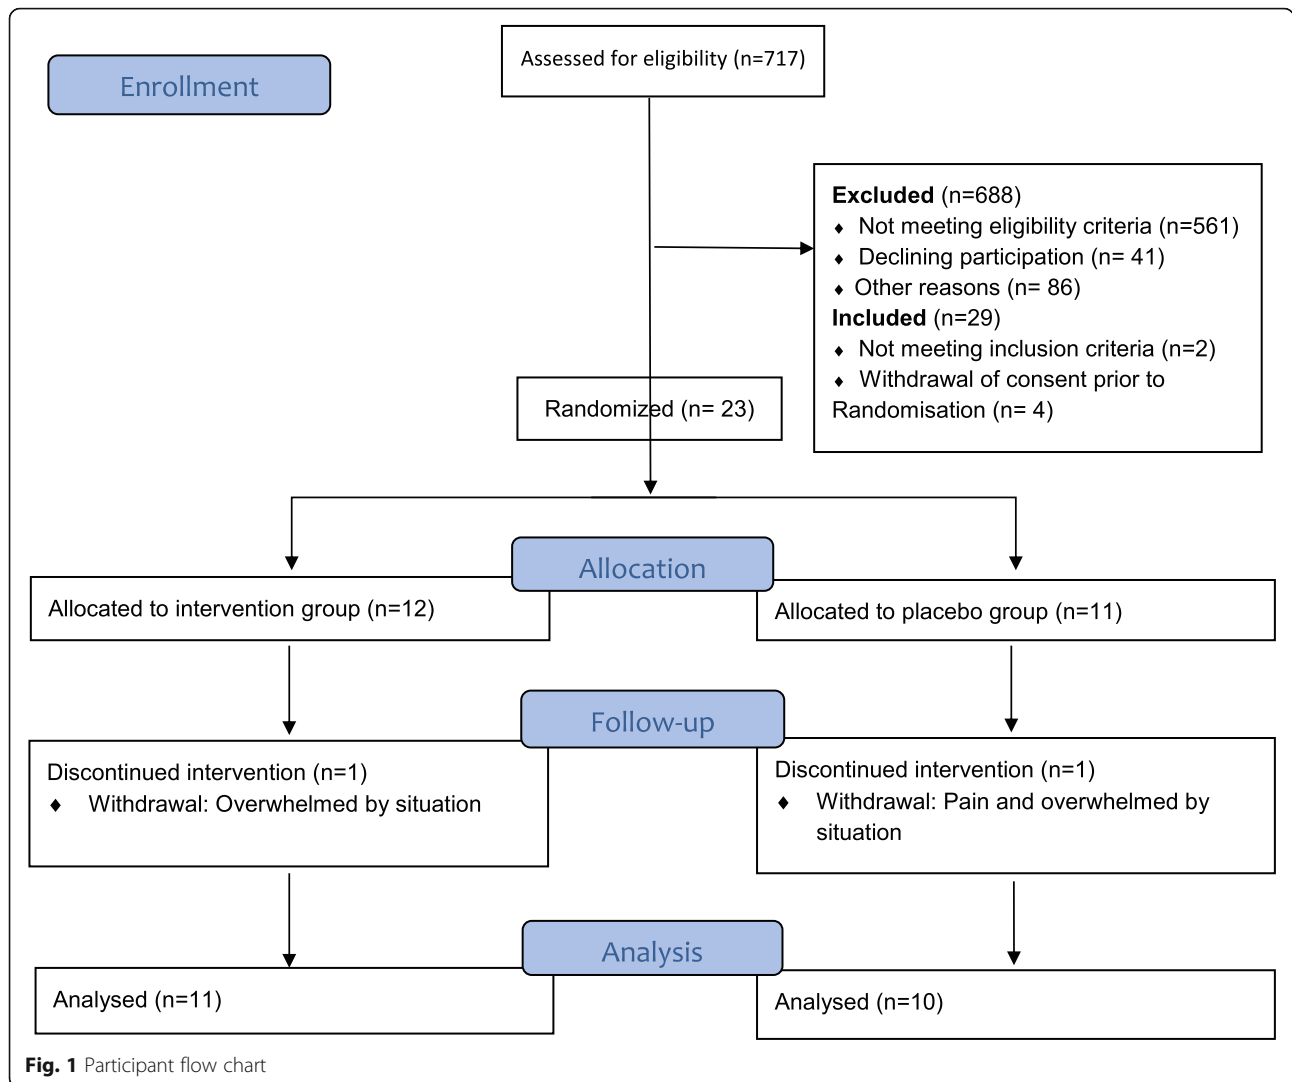 Assessed for eligibility (n=717)
Enrollment
Excluded (n=688)
♦ Not meeting eligibility criteria (n=561)
♦ Declining participation (n= 41)
♦ Other reasons (n= 86)
Included (n=29)
♦ Not meeting inclusion criteria (n=2)
♦ Withdrawal of consent prior to
Randomisation (n= 4)
Randomized (n= 23)
Allocation
Allocated to intervention group (n=12)
Allocated to placebo group (n=11)
Follow-up
Discontinued intervention (n=1)
♦ Withdrawal: Overwhelmed by situation
Discontinued intervention (n=1)
♦ Withdrawal: Pain and overwhelmed by
situation
Analysis
Analysed (n=11)
Analysed (n=10)
Fig. 1 Participant flow chart